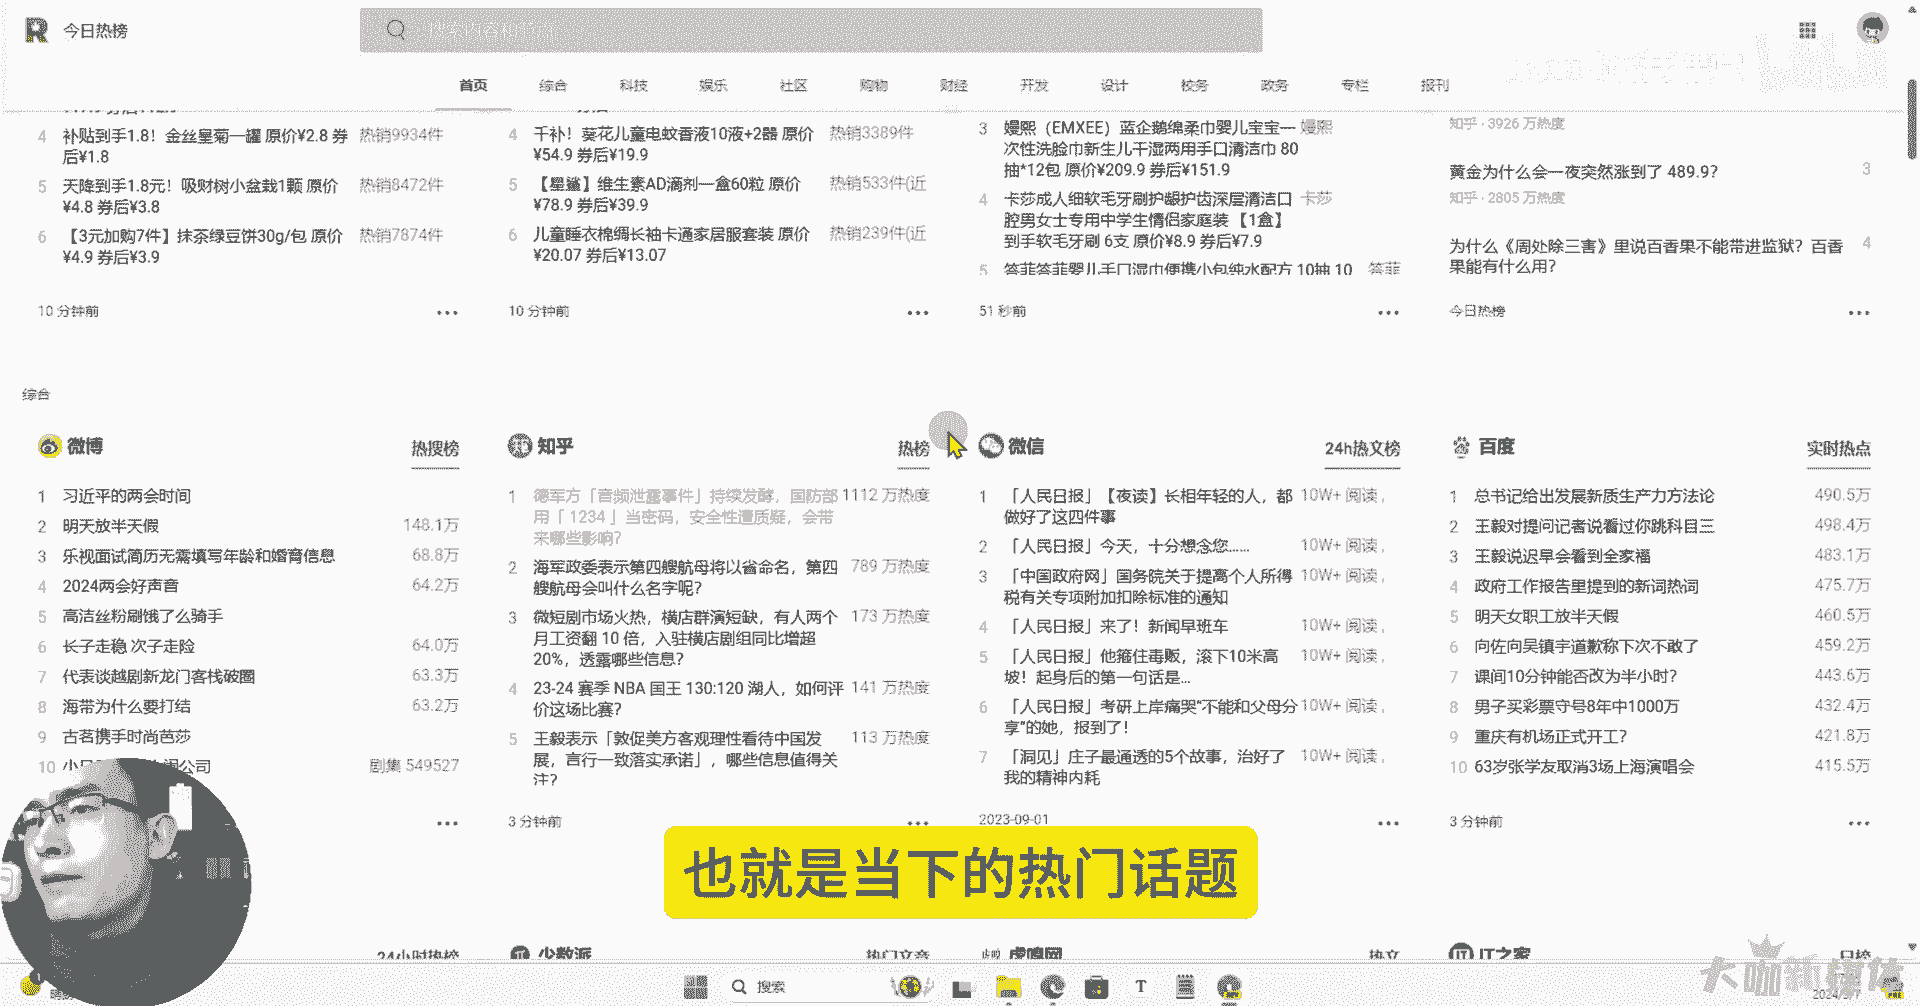 今日热榜
首页 综合 科技 娱乐 社区 购物 财经 开发 设计 校务 政务 专栏 报刊
4 补贴到手1.8！金丝皇菊一罐 原价¥2.8 券 热销9934件
后¥1.8
5 天降到手1.8元！吸财树小盆栽1颗 原价 热销8472件
¥4.8 券后¥3.8
6 【3元加购7件】抹茶绿豆饼30g/包 原价 热销7874件
¥4.9 券后¥3.9
10 分钟前
4 千补！葵花儿童电蚊香液10液+2器 原价 热销3389件
¥54.9 券后¥19.9
5 【星鲨】维生素AD滴剂一盒60粒 原价 热销533件(近
¥78.9 券后¥39.9
6 儿童睡衣棉绸长袖卡通家居服套装 原价 热销239件(近
¥20.07 券后¥13.07
10 分钟前
3 嫚熙（EMXEE）蓝企鹅绵柔巾婴儿宝宝一 嫚熙
次性洗脸巾新生儿干湿两用手口清洁巾 80
抽*12包 原价¥209.9 券后¥151.9
4 卡莎成人细软毛牙刷护龈护齿深层清洁口 卡莎
腔男女士专用中学生情侣家庭装 【1盒】
到手软毛牙刷 6支 原价¥8.9 券后¥7.9
5 答菲答菲婴儿手口湿巾便携小包纯水配方 10抽 10 答菲
51 秒前
知乎 · 3926 万热度
黄金为什么会一夜突然涨到了 489.9？ 3
知乎 · 2805 万热度
为什么《周处除三害》里说百香果不能带进监狱？百香 4
果能有什么用？
今日热榜
综合
微博 热搜榜
1 习近平的两会时间
2 明天放半天假 148.1万
3 乐视面试简历无需填写年龄和婚育信息 68.8万
4 2024两会好声音 64.2万
5 高洁丝粉刷饿了么骑手
6 长子走稳 次子走险 64.0万
7 代表谈越剧新龙门客栈破圈 63.3万
8 海带为什么要打结 63.2万
9 古茗携手时尚芭莎
10 小 公司 剧集 549527
知乎 热榜
1 德军方「音频泄露事件」持续发酵，国防部 1112 万热度
用「 1234 」当密码，安全性遭质疑，会带
来哪些影响？
2 海军政委表示第四艘航母将以省命名，第四 789 万热度
艘航母会叫什么名字呢？
3 微短剧市场火热，横店群演短缺，有人两个 173 万热度
月工资翻 10 倍，入驻横店剧组同比增超
20%，透露哪些信息？
4 23-24 赛季 NBA 国王 130:120 湖人，如何评 141 万热度
价这场比赛？
5 王毅表示「敦促美方客观理性看待中国发 113 万热度
展，言行一致落实承诺」，哪些信息值得关
注？
3 分钟前
微信 24h热文榜
1 「人民日报」【夜读】长相年轻的人，都 10W+ 阅读，
做好了这四件事
2 「人民日报」今天，十分想念您…… 10W+ 阅读，
3 「中国政府网」国务院关于提高个人所得 10W+ 阅读，
税有关专项附加扣除标准的通知
4 「人民日报」来了！新闻早班车 10W+ 阅读，
5 「人民日报」他箍住毒贩，滚下10米高 10W+ 阅读，
坡！起身后的第一句话是... 
6 「人民日报」考研上岸痛哭“不能和父母分 10W+ 阅读，
享”的她，报到了！
7 「洞见」庄子最通透的5个故事，治好了 10W+ 阅读，
我的精神内耗
2023-09-01
百度 实时热点
1 总书记给出发展新质生产力方法论 490.5万
2 王毅对提问记者说看过你跳科目三 498.4万
3 王毅说迟早会看到全家福 483.1万
4 政府工作报告里提到的新词热词 475.7万
5 明天女职工放半天假 460.5万
6 向佐向吴镇宇道歉称下次不敢了 459.2万
7 课间10分钟能否改为半小时？ 443.6万
8 男子买彩票守号8年中1000万 432.4万
9 重庆有机场正式开工？ 421.8万
10 63岁张学友取消3场上海演唱会 415.5万
3 分钟前
也就是当下的热门话题
24小时热榜
少数派 热门文章
虎嗅网 热文
IT之家 日榜
搜索
大咖新媒体